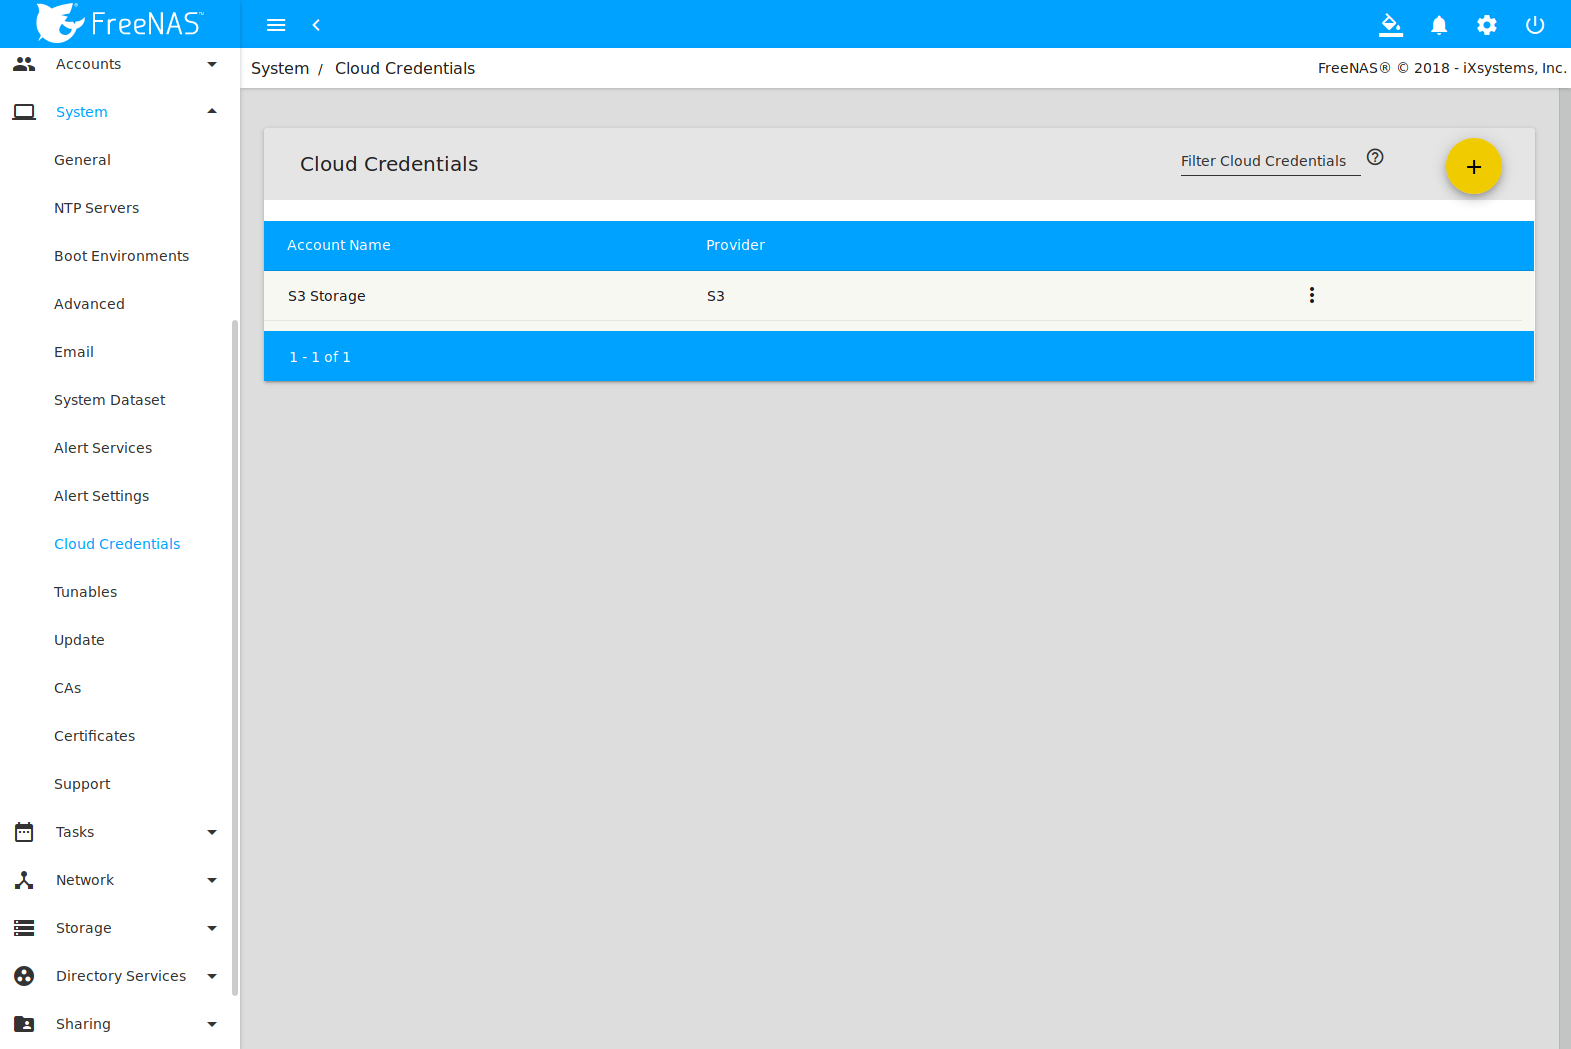 FreeNAS™
System / Cloud Credentials
FreeNAS® © 2018 - iXsystems, Inc.
Accounts
System
General
NTP Servers
Boot Environments
Advanced
Email
System Dataset
Alert Services
Alert Settings
Cloud Credentials
Tunables
Update
CAs
Certificates
Support
Tasks
Network
Storage
Directory Services
Sharing
Cloud Credentials
Filter Cloud Credentials
Account Name Provider
S3 Storage S3
1 - 1 of 1